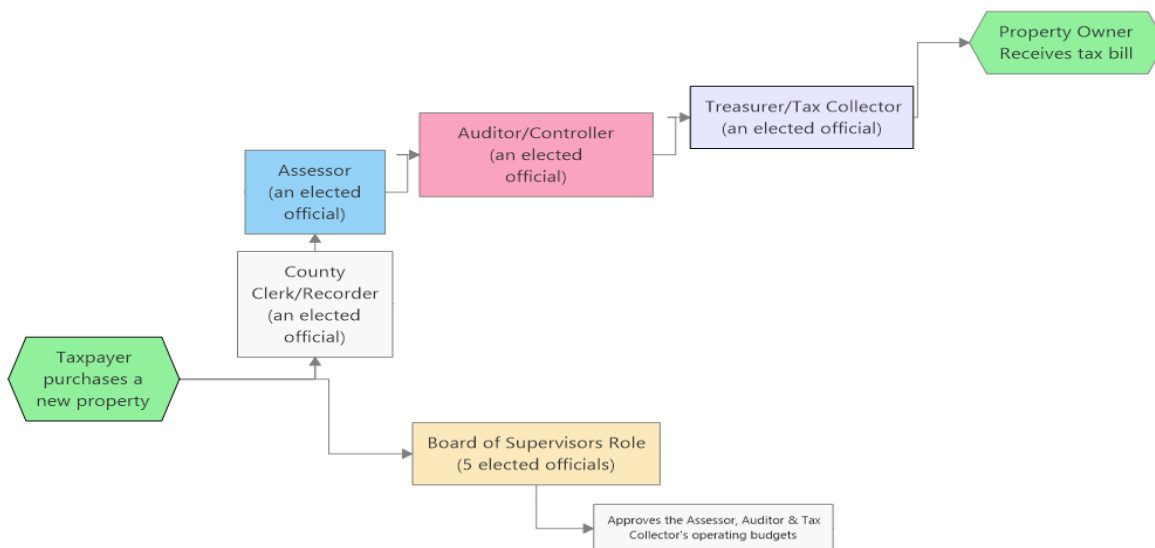 Property Owner
Receives tax bill
Treasurer/Tax Collector
(an elected official)
Auditor/Controller
(an elected
official)
Assessor
(an elected
official)
County
Clerk/Recorder
(an elected
official)
Taxpayer
purchases a
new property
Board of Supervisors Role
(5 elected officials)
Approves the Assessor, Auditor & Tax
Collector's operating budgets